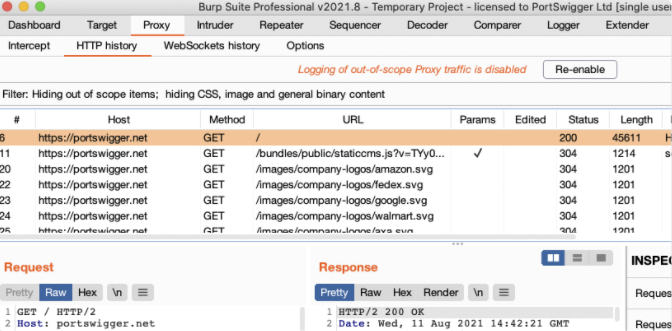 Burp Suite Professional v2021.8 - Temporary Project - licensed to PortSwigger Ltd [single user
Dashboard Target Proxy Intruder Repeater Sequencer Decoder Comparer Logger Extender
Intercept HTTP history WebSockets history Options
Logging of out-of-scope Proxy traffic is disabled Re-enable
Filter: Hiding out of scope items; hiding CSS, image and general binary content
# Host Method URL Params Edited Status Length
6 https://portswigger.net GET / 200 45611 H
11 https://portswigger.net GET /bundles/public/staticcms.js?v=TYy0... ✓ 304 1214 s
20 https://portswigger.net GET /images/company-logos/amazon.svg 304 1201
22 https://portswigger.net GET /images/company-logos/fedex.svg 304 1201
23 https://portswigger.net GET /images/company-logos/google.svg 304 1201
24 https://portswigger.net GET /images/company-logos/walmart.svg 304 1201
25 https://portswigger.net GET /images/company-logos/axa.svg 304 1201
Request Response INSPEC
Pretty Raw Hex \n Pretty Raw Hex Render \n Reques
1 GET / HTTP/2 1 HTTP/2 200 OK
2 Host: portswigger.net 2 Date: Wed, 11 Aug 2021 14:42:21 GMT Reques